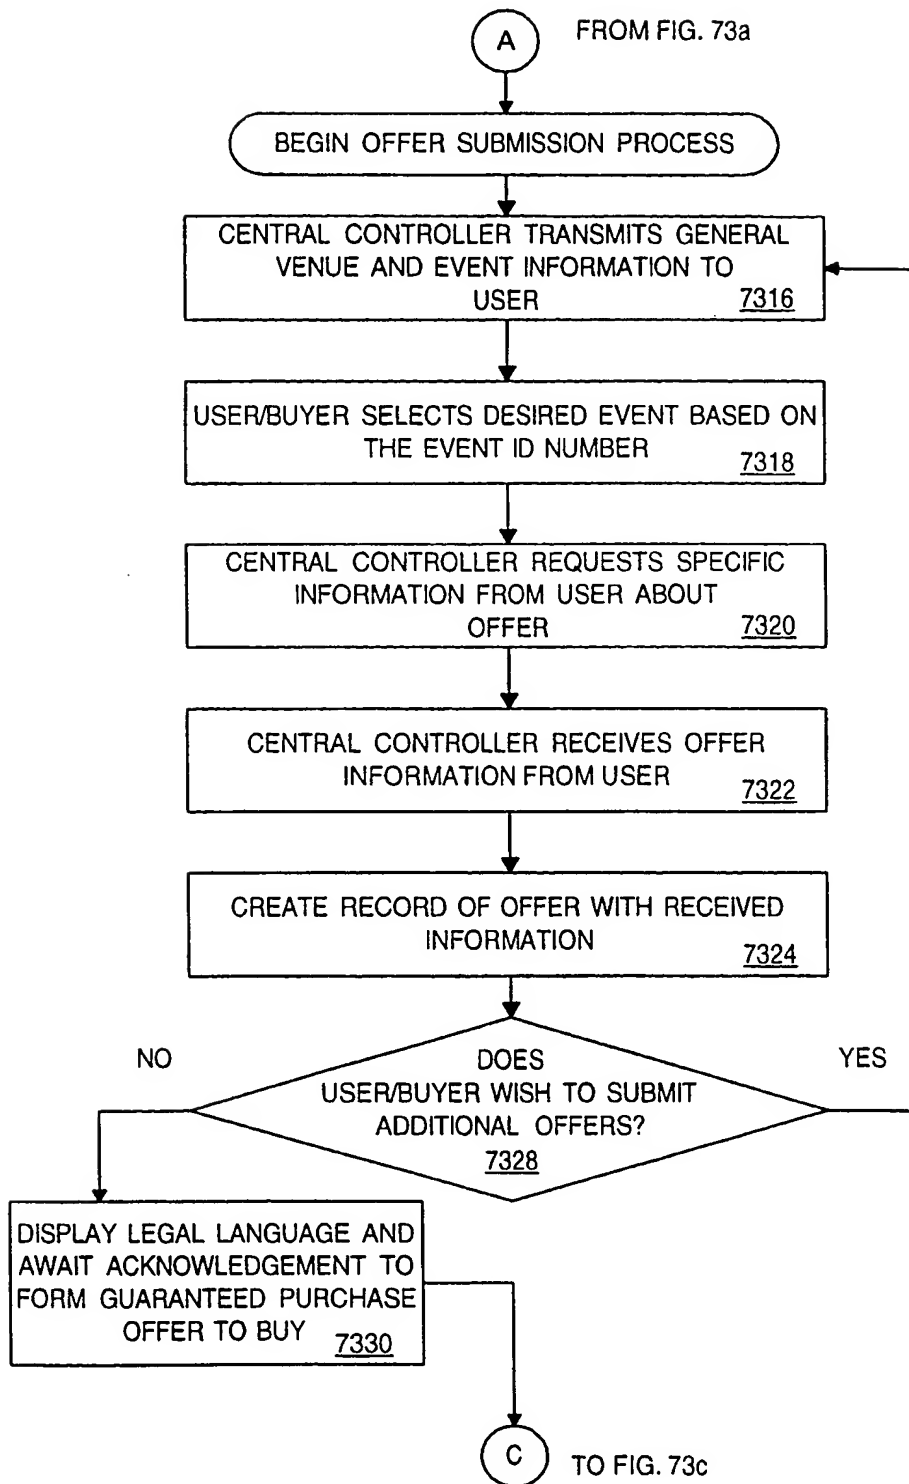 A
FROM FIG. 73a
BEGIN OFFER SUBMISSION PROCESS
CENTRAL CONTROLLER TRANSMITS GENERAL
VENUE AND EVENT INFORMATION TO
USER
7316
USER/BUYER SELECTS DESIRED EVENT BASED ON
THE EVENT ID NUMBER
7318
CENTRAL CONTROLLER REQUESTS SPECIFIC
INFORMATION FROM USER ABOUT
OFFER
7320
CENTRAL CONTROLLER RECEIVES OFFER
INFORMATION FROM USER
7322
CREATE RECORD OF OFFER WITH RECEIVED
INFORMATION
7324
NO
DOES
USER/BUYER WISH TO SUBMIT
ADDITIONAL OFFERS?
7328
YES
DISPLAY LEGAL LANGUAGE AND
AWAIT ACKNOWLEDGEMENT TO
FORM GUARANTEED PURCHASE
OFFER TO BUY
7330
C
TO FIG. 73c